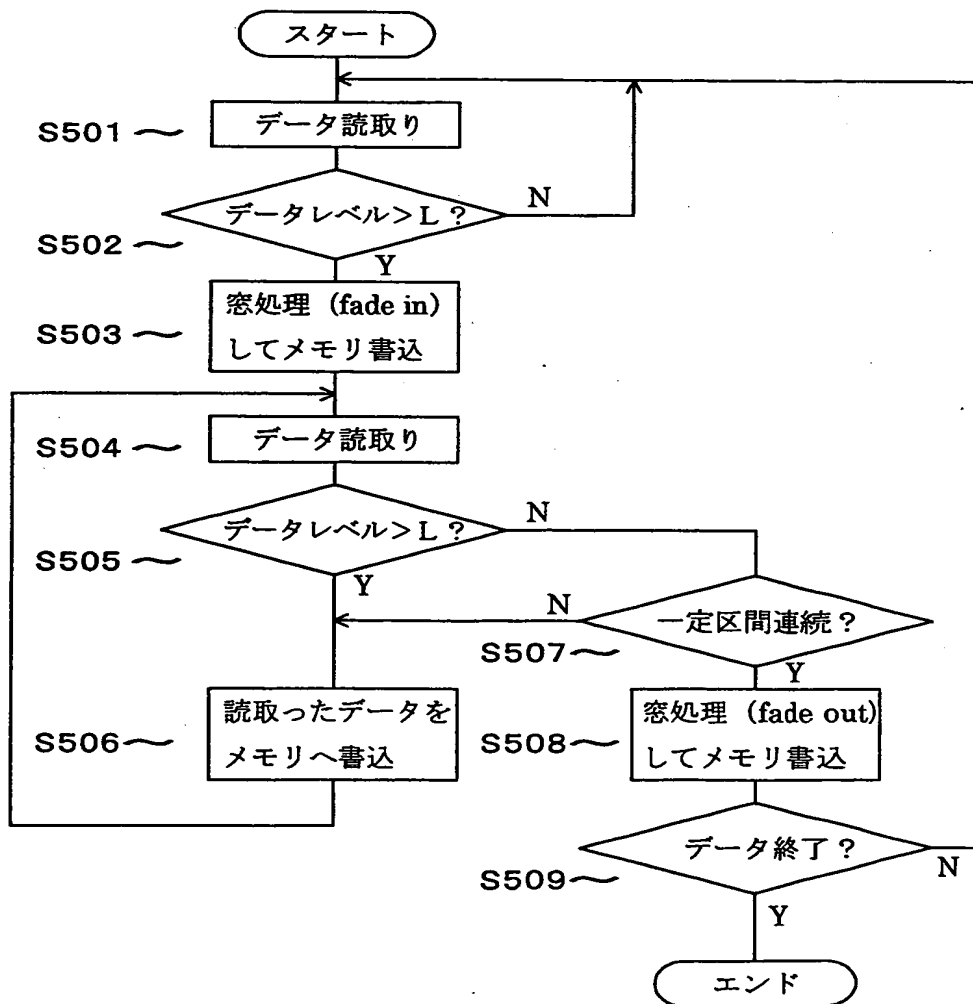 スタート
S501
データ読取り
S502
データレベル>L?
N
Y
S503
窓処理 (fade in)
してメモリ書込
S504
データ読取り
S505
データレベル>L?
N
Y
S507
一定区間連続?
N
Y
S506
読取ったデータを
メモリへ書込
S508
窓処理 (fade out)
してメモリ書込
S509
データ終了?
N
Y
エンド